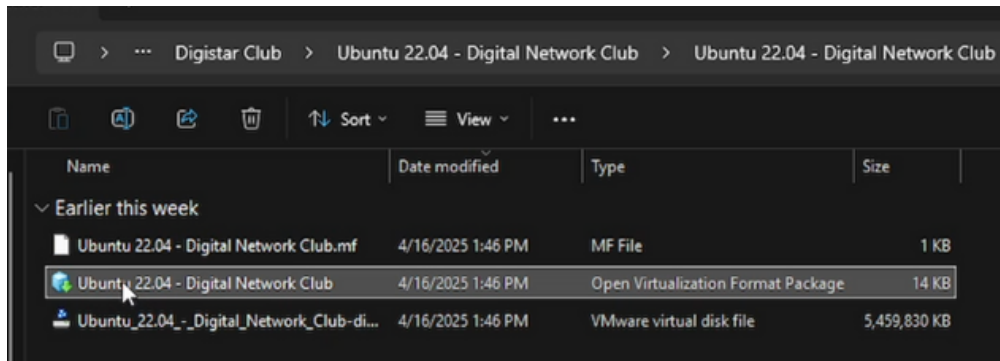 ··· Digistar Club > Ubuntu 22.04 - Digital Network Club > Ubuntu 22.04 - Digital Network Club
Sort View ···
Name Date modified Type Size
Earlier this week
Ubuntu 22.04 - Digital Network Club.mf 4/16/2025 1:46 PM MF File 1 KB
Ubuntu 22.04 - Digital Network Club 4/16/2025 1:46 PM Open Virtualization Format Package 14 KB
Ubuntu_22.04_-_Digital_Network_Club-di... 4/16/2025 1:46 PM VMware virtual disk file 5,459,830 KB